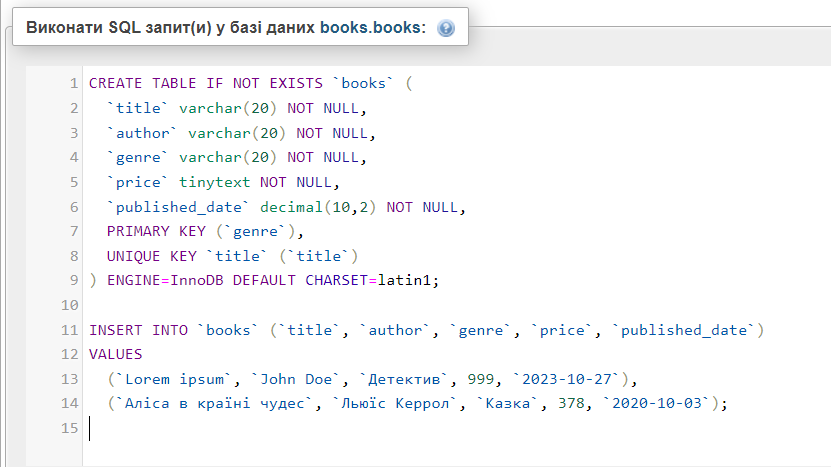 Виконати SQL запит(и) у базі даних books.books:
1 CREATE TABLE IF NOT EXISTS `books` (
2 `title` varchar(20) NOT NULL,
3 `author` varchar(20) NOT NULL,
4 `genre` varchar(20) NOT NULL,
5 `price` tinytext NOT NULL,
6 `published_date` decimal(10,2) NOT NULL,
7 PRIMARY KEY (`genre`),
8 UNIQUE KEY `title` (`title`)
9 ) ENGINE=InnoDB DEFAULT CHARSET=latin1;
10
11 INSERT INTO `books` (`title`, `author`, `genre`, `price`, `published_date`)
12 VALUES
13 (`Lorem ipsum`, `John Doe`, `Детектив`, 999, `2023-10-27`),
14 (`Аліса в країні чудес`, `Льюїс Керрол`, `Казка`, 378, `2020-10-03`);
15